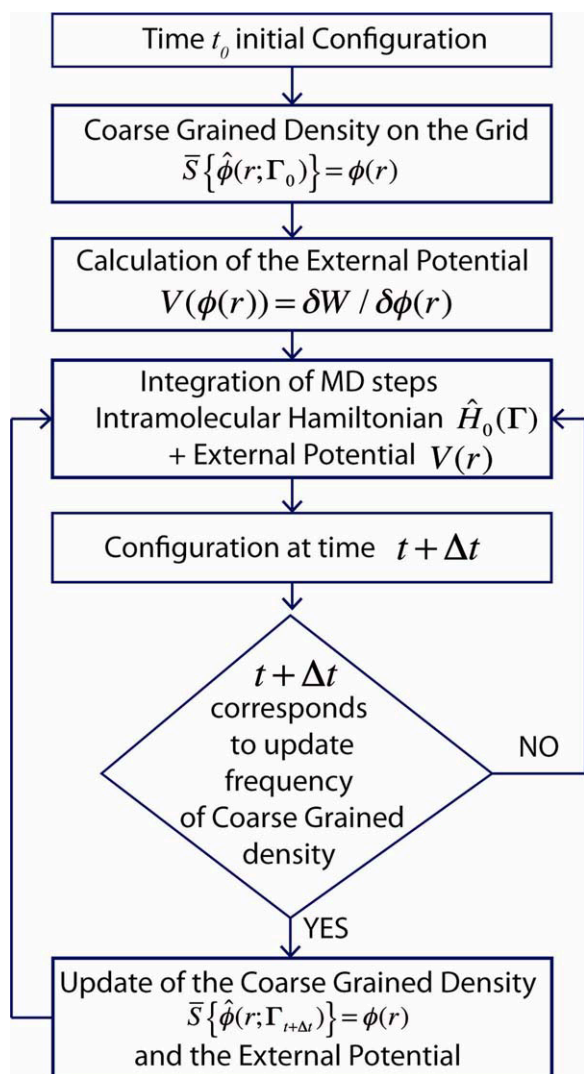 Time t₀ initial Configuration
Coarse Grained Density on the Grid
S̄{ϕ̂(r;Γ₀)} = ϕ(r)
Calculation of the External Potential
V(ϕ(r)) = δW / δϕ(r)
Integration of MD steps
Intramolecular Hamiltonian Ĥ₀(Γ)
+ External Potential V(r)
Configuration at time t + Δt
t + Δt
corresponds
to update
frequency
of Coarse Grained
density
NO
YES
Update of the Coarse Grained Density
S̄{ϕ̂(r;Γₜ₊Δₜ)} = ϕ(r)
and the External Potential